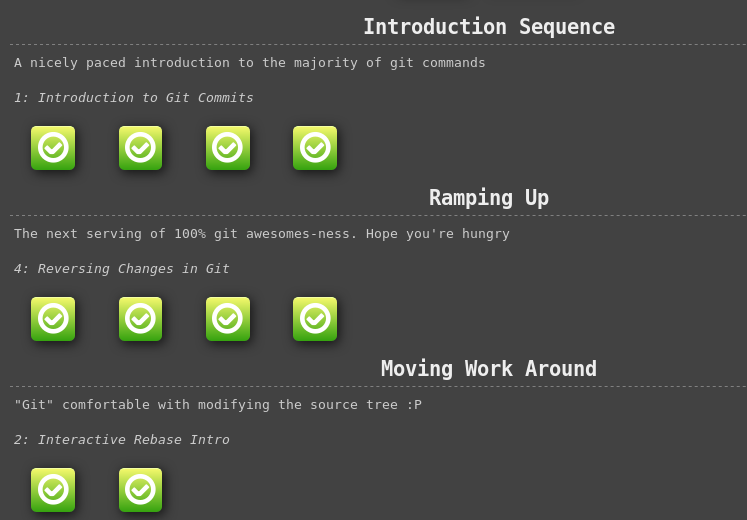 Introduction Sequence
A nicely paced introduction to the majority of git commands
1: Introduction to Git Commits
Ramping Up
The next serving of 100% git awesomes-ness. Hope you're hungry
4: Reversing Changes in Git
Moving Work Around
"Git" comfortable with modifying the source tree :P
2: Interactive Rebase Intro